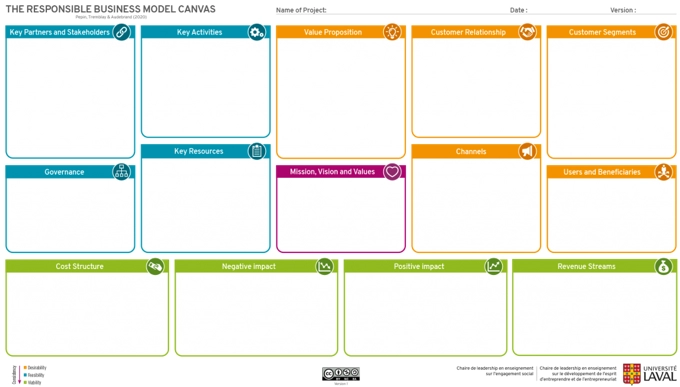 THE RESPONSIBLE BUSINESS MODEL CANVAS
Pepin, Tremblay & Audebrand (2020)
Name of Project:
Date :
Version :
Key Partners and Stakeholders
Key Activities
Value Proposition
Customer Relationship
Customer Segments
Key Resources
Channels
Governance
Mission, Vision and Values
Users and Beneficiaries
Cost Structure
Negative Impact
Positive Impact
Revenue Streams
Desirability
Feasibility
Viability
Chaire de leadership en enseignement
sur l'engagement social
Chaire de leadership en enseignement
sur le développement de l'esprit
d'entreprendre et de l'entrepreneuriat
UNIVERSITÉ
LAVAL